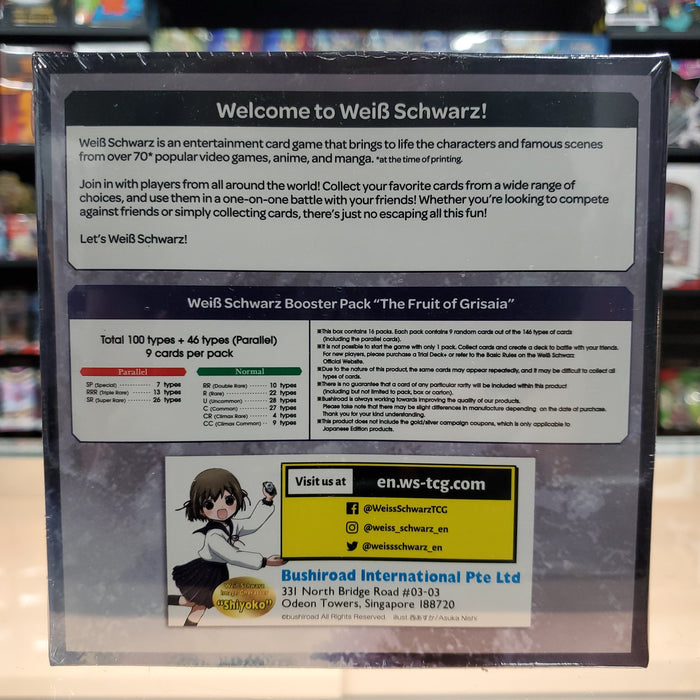 Welcome to Weiß Schwarz!
Weiß Schwarz is an entertainment card game that brings to life the characters and famous scenes
from over 70* popular video games, anime, and manga. *at the time of printing.
Join in with players from all around the world! Collect your favorite cards from a wide range of
choices, and use them in a one-on-one battle with your friends! Whether you're looking to compete
against friends or simply collecting cards, there's just no escaping all this fun!
Let's Weiß Schwarz!
Weiß Schwarz Booster Pack "The Fruit of Grisaia"
Total 100 types + 46 types (Parallel)
9 cards per pack
Parallel
SP (Special) ········· 7 types
RRR (Triple Rare) ···· 13 types
SR (Super Rare) ······ 26 types
Normal
RR (Double Rare) ······ 10 types
R (Rare) ············· 22 types
U (Uncommon) ········· 28 types
C (Common) ··········· 27 types
CR (Climax Rare) ······ 4 types
CC (Climax Common) ·· 9 types
■This box contains 16 packs. Each pack contains 9 random cards out of the 146 types of cards
(including the parallel cards).
■It is not possible to start the game with only 1 pack. Collect cards and create a deck to battle with your friends.
For new players, please purchase a Trial Deck+ or refer to the Basic Rules on the Weiß Schwarz
Official Website.
■Due to the nature of this product, the same cards may appear repeatedly, and it may be difficult to collect all
types of cards.
■There is no guarantee that a card of any particular rarity will be included within this product
(including but not limited to pack, box or carton).
■Bushiroad is always working towards improving the quality of our products.
Please take note that there may be slight differences in manufacture depending on the date of purchase.
Thank you for your kind understanding.
■This product does not include the gold/silver campaign coupons, which is only applicable to
Japanese Edition products.
Visit us at en.ws-tcg.com
@WeissSchwarzTCG
@weiss_schwarz_en
@weissschwarz_en
Weiß Schwarz
Image Character
"Shiyoko"
Bushiroad International Pte Ltd
331 North Bridge Road #03-03
Odeon Towers, Singapore 188720
©bushiroad All Rights Reserved. illust.西あすか/Asuka Nishi